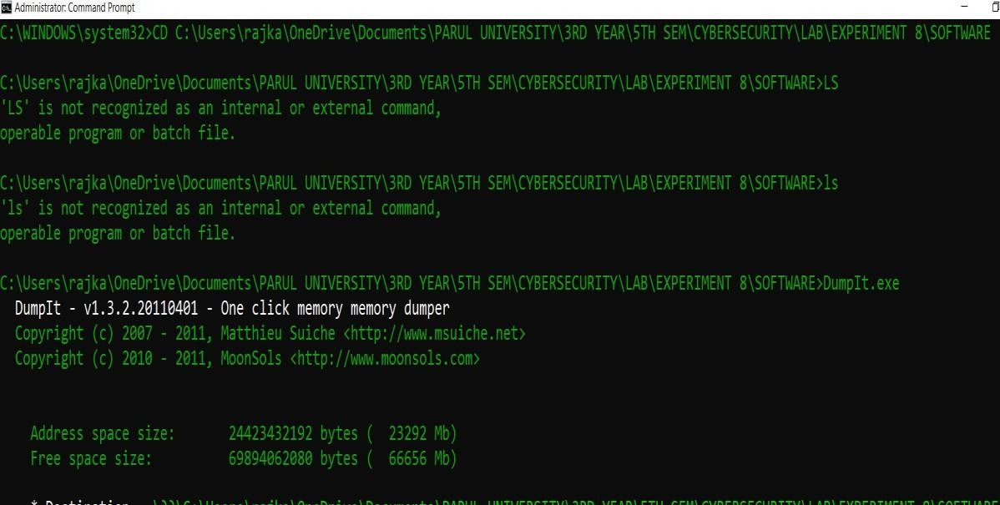 Administrator: Command Prompt
C:\WINDOWS\system32>CD C:\Users\rajka\OneDrive\Documents\PARUL UNIVERSITY\3RD YEAR\5TH SEM\CYBERSECURITY\LAB\EXPERIMENT 8\SOFTWARE
C:\Users\rajka\OneDrive\Documents\PARUL UNIVERSITY\3RD YEAR\5TH SEM\CYBERSECURITY\LAB\EXPERIMENT 8\SOFTWARE>LS
'LS' is not recognized as an internal or external command,
operable program or batch file.
C:\Users\rajka\OneDrive\Documents\PARUL UNIVERSITY\3RD YEAR\5TH SEM\CYBERSECURITY\LAB\EXPERIMENT 8\SOFTWARE>ls
'ls' is not recognized as an internal or external command,
operable program or batch file.
C:\Users\rajka\OneDrive\Documents\PARUL UNIVERSITY\3RD YEAR\5TH SEM\CYBERSECURITY\LAB\EXPERIMENT 8\SOFTWARE>DumpIt.exe
DumpIt - v1.3.2.20110401 - One click memory memory dumper
Copyright (c) 2007 - 2011, Matthieu Suiche <http://www.msuiche.net>
Copyright (c) 2010 - 2011, MoonSols <http://www.moonsols.com>
Address space size: 24423432192 bytes ( 23292 Mb)
Free space size: 69894062080 bytes ( 66656 Mb)
* Destination = \??\C:\Users\rajka\OneDrive\Documents\PARUL UNIVERSITY\3RD YEAR\5TH SEM\CYBERSECURITY\LAB\EXPERIMENT 8\SOFTWARE